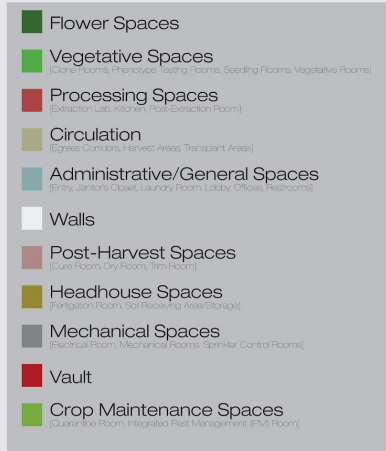 Flower Spaces
Vegetative Spaces
[Clone Rooms, Phenotype Testing Rooms, Seedling Rooms, Vegetative Rooms]
Processing Spaces
[Extraction Lab, Kitchen, Post-Extraction Room]
Circulation
[Egress Corridors, Harvest Areas, Transplant Areas]
Administrative/General Spaces
[Entry, Janitor's Closet, Laundry Room, Lobby, Offices, Restrooms]
Walls
Post-Harvest Spaces
[Cure Room, Dry Room, Trim Room]
Headhouse Spaces
[Fertigation Room, Soil Receiving Area/Storage]
Mechanical Spaces
[Electrical Room, Mechanical Rooms, Sprinkler Control Rooms]
Vault
Crop Maintenance Spaces
[Quarantine Room, Integrated Pest Management (IPM) Room]